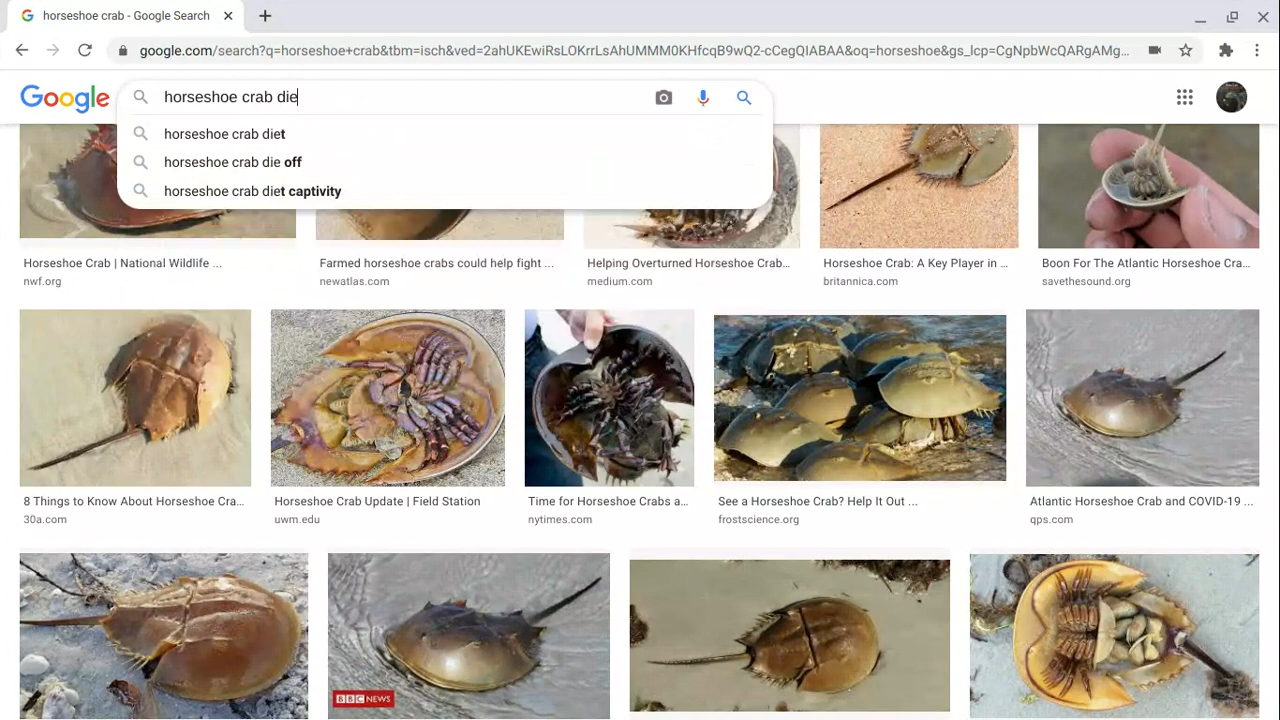 horseshoe crab - Google Search
google.com/search?q=horseshoe+crab&tbm=isch&ved=2ahUKEwiRsLOKrrLsAhUMMM0KHfcqB9wQ2-cCegQIABAA&oq=horseshoe&gs_lcp=CgNpbWcQARgAMg...
Google
horseshoe crab die
horseshoe crab diet
horseshoe crab die off
horseshoe crab diet captivity
Horseshoe Crab | National Wildlife ...
Farmed horseshoe crabs could help fight ...
Helping Overturned Horseshoe Crab...
Horseshoe Crab: A Key Player in ...
Boon For The Atlantic Horseshoe Cra...
nwf.org
newatlas.com
medium.com
britannica.com
savethesound.org
8 Things to Know About Horseshoe Cra...
Horseshoe Crab Update | Field Station
Time for Horseshoe Crabs a...
See a Horseshoe Crab? Help It Out ...
Atlantic Horseshoe Crab and COVID-19 ...
30a.com
uwm.edu
nytimes.com
frostscience.org
qps.com
BBC NEWS